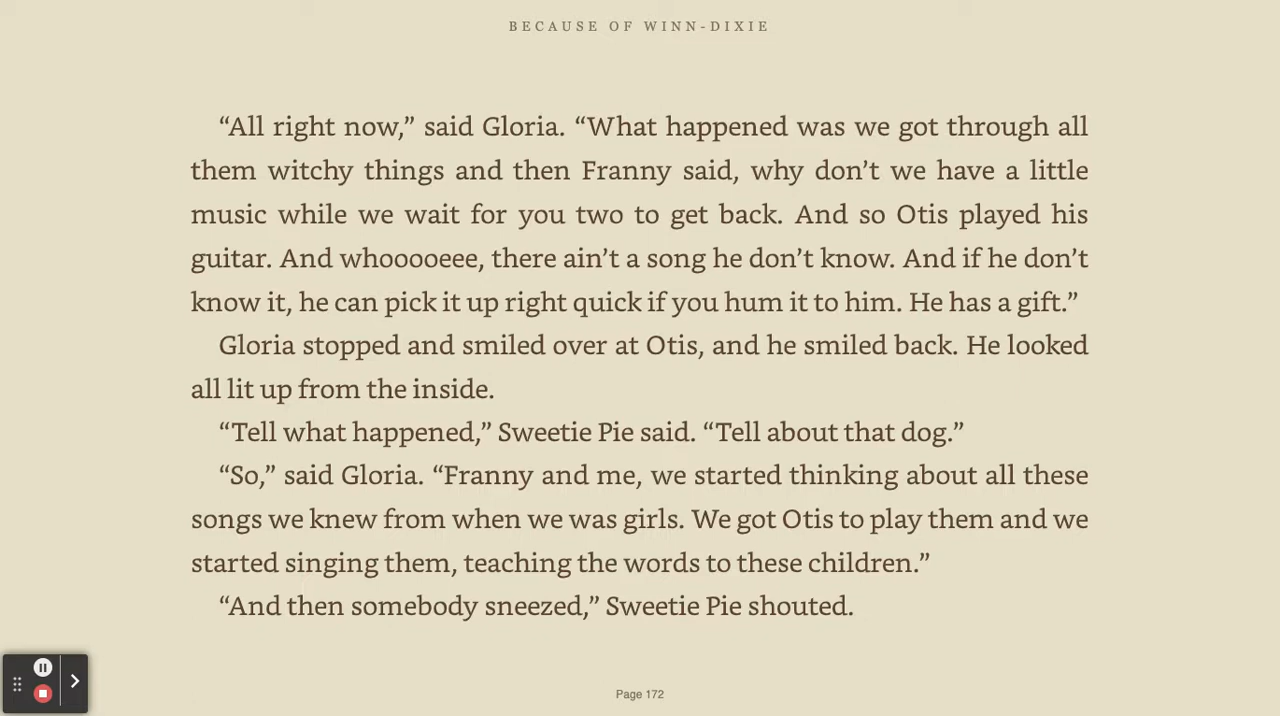 BECAUSE OF WINN-DIXIE
“All right now,” said Gloria. “What happened was we got through all
them witchy things and then Franny said, why don’t we have a little
music while we wait for you two to get back. And so Otis played his
guitar. And whooooeee, there ain’t a song he don’t know. And if he don’t
know it, he can pick it up right quick if you hum it to him. He has a gift.”
Gloria stopped and smiled over at Otis, and he smiled back. He looked
all lit up from the inside.
“Tell what happened,” Sweetie Pie said. “Tell about that dog.”
“So,” said Gloria. “Franny and me, we started thinking about all these
songs we knew from when we was girls. We got Otis to play them and we
started singing them, teaching the words to these children.”
“And then somebody sneezed,” Sweetie Pie shouted.
Page 172